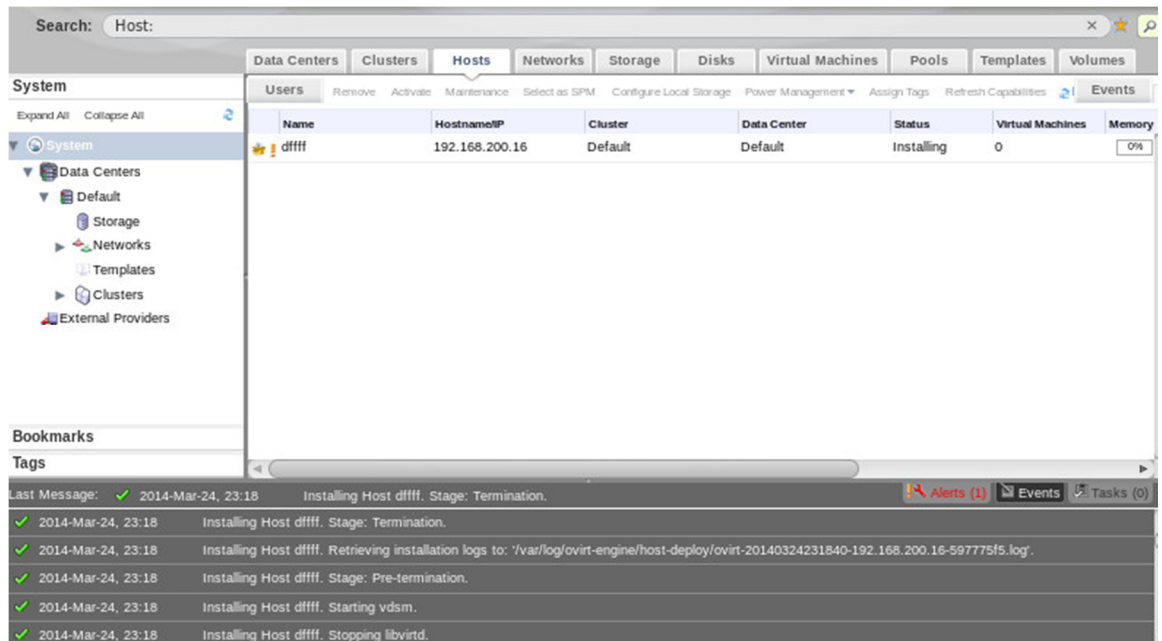 Search: Host:
Data Centers Clusters Hosts Networks Storage Disks Virtual Machines Pools Templates Volumes
System
Users Remove Activate Maintenance Select as SPM Configure Local Storage Power Management Assign Tags Refresh Capabilities Events
Expand All Collapse All
Name Hostname/IP Cluster Data Center Status Virtual Machines Memory
System
dffff 192.168.200.16 Default Default Installing 0 0%
Data Centers
Default
Storage
Networks
Templates
Clusters
External Providers
Bookmarks
Tags
Last Message: 2014-Mar-24, 23:18 Installing Host dffff. Stage: Termination. Alerts (1) Events Tasks (0)
2014-Mar-24, 23:18 Installing Host dffff. Stage: Termination.
2014-Mar-24, 23:18 Installing Host dffff. Retrieving installation logs to: '/var/log/ovirt-engine/host-deploy/ovirt-20140324231840-192.168.200.16-597775f5.log'.
2014-Mar-24, 23:18 Installing Host dffff. Stage: Pre-termination.
2014-Mar-24, 23:18 Installing Host dffff. Starting vdsm.
2014-Mar-24, 23:18 Installing Host dffff. Stopping libvirtd.